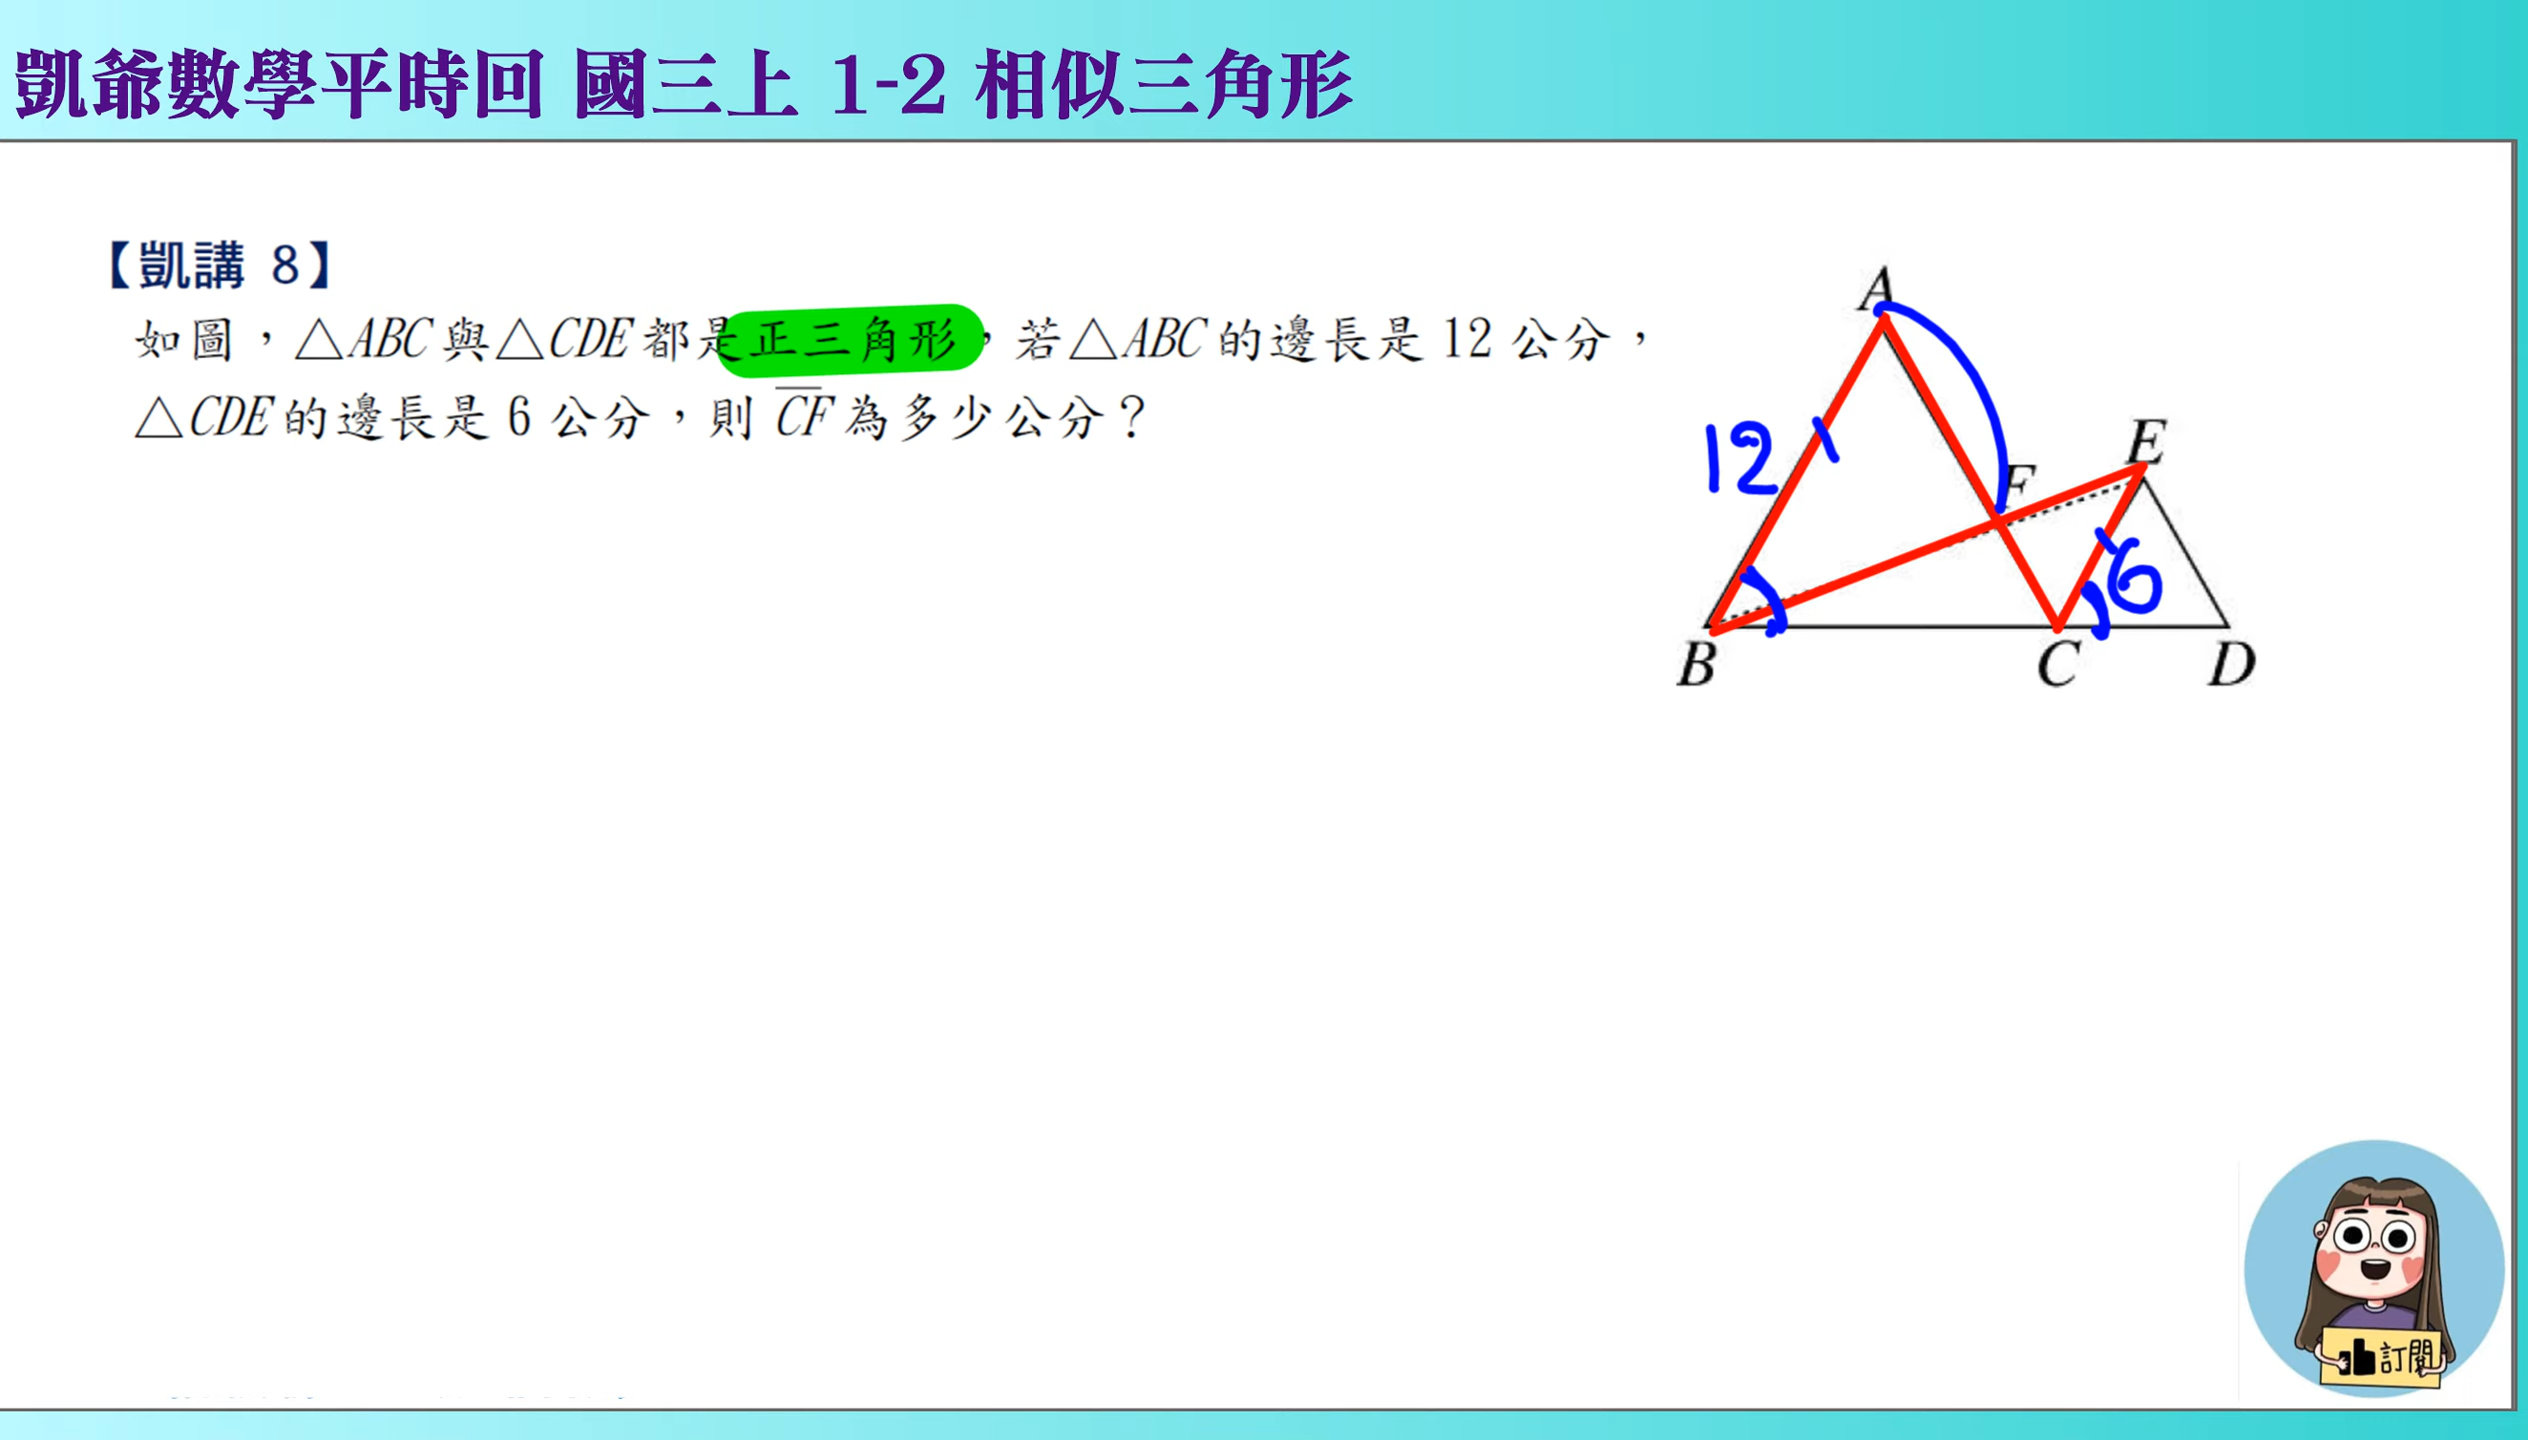 凱爺數學平時回 國三上 1-2 相似三角形
【凱講 8】
如圖，△ABC與△CDE都是正三角形，若△ABC的邊長是12公分，
△CDE的邊長是6公分，則 C̅F̅ 為多少公分？
A
12
E
F
6
B
C
D
訂閱